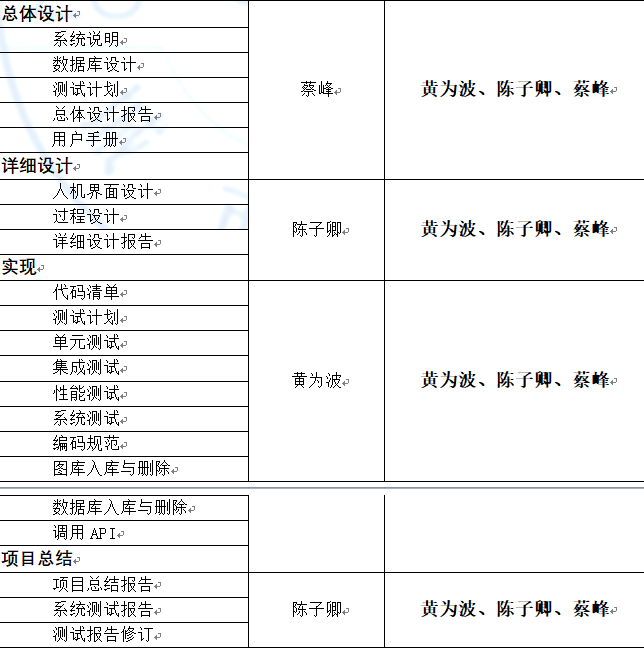 总体设计
系统说明
数据库设计
测试计划
总体设计报告
用户手册
蔡峰
黄为波、陈子卿、蔡峰
详细设计
人机界面设计
过程设计
详细设计报告
陈子卿
黄为波、陈子卿、蔡峰
实现
代码清单
测试计划
单元测试
集成测试
性能测试
系统测试
编码规范
图库入库与删除
黄为波
黄为波、陈子卿、蔡峰
数据库入库与删除
调用 API
项目总结
项目总结报告
系统测试报告
测试报告修订
陈子卿
黄为波、陈子卿、蔡峰